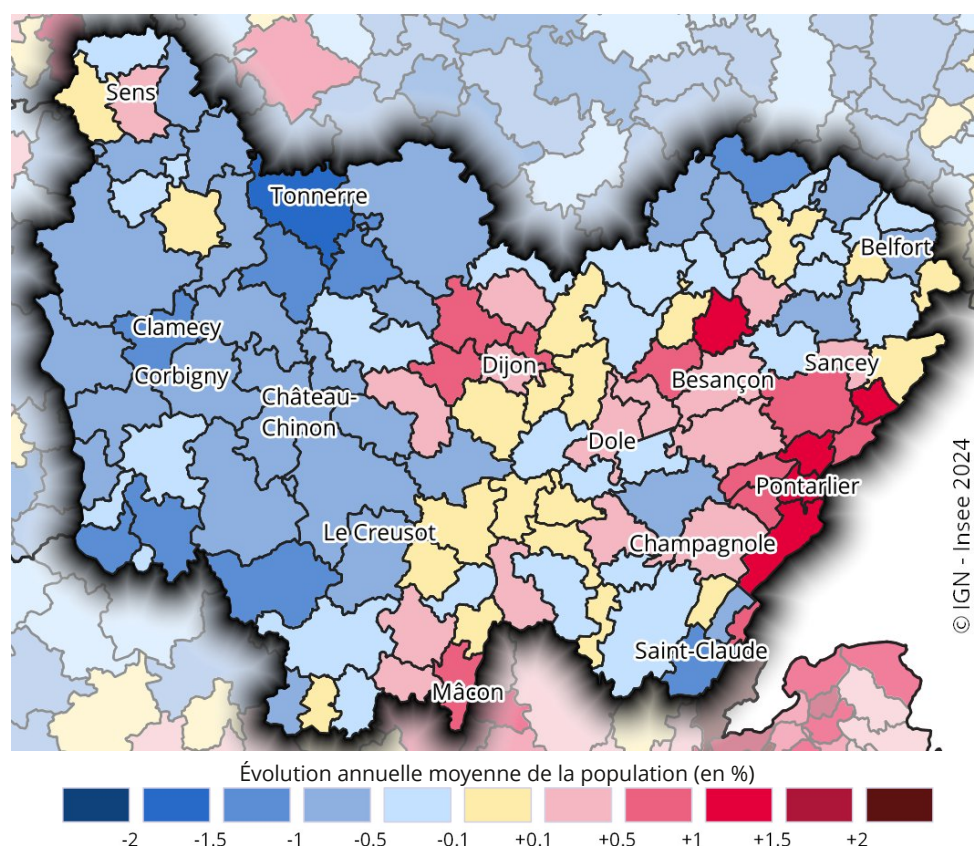 Sens
Tonnerre
Belfort
Clamecy
Corbigny
Château-
Chinon
Dijon
Besançon
Sancey
Dole
Pontarlier
Le Creusot
Champagnole
Saint-Claude
Mâcon
© IGN - Insee 2024
Évolution annuelle moyenne de la population (en %)
-2 -1.5 -1 -0.5 -0.1 +0.1 +0.5 +1 +1.5 +2